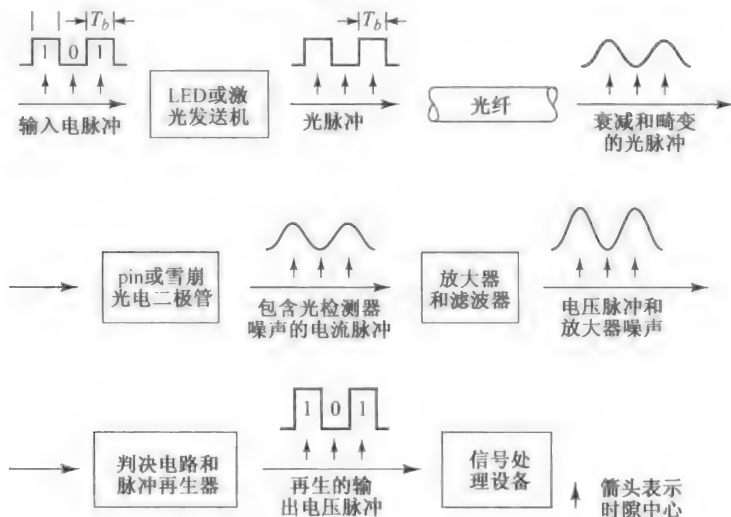 T_b T_b
1 0 1
LED或激
光发送机
光纤
输入电脉冲
光脉冲
衰减和畸变
的光脉冲
pin或雪崩
光电二极管
包含光检测器
噪声的电流脉冲
放大器
和滤波器
电压脉冲和
放大器噪声
1 0 1
判决电路和
脉冲再生器
再生的输
出电压脉冲
信号处
理设备
箭头表示
时隙中心